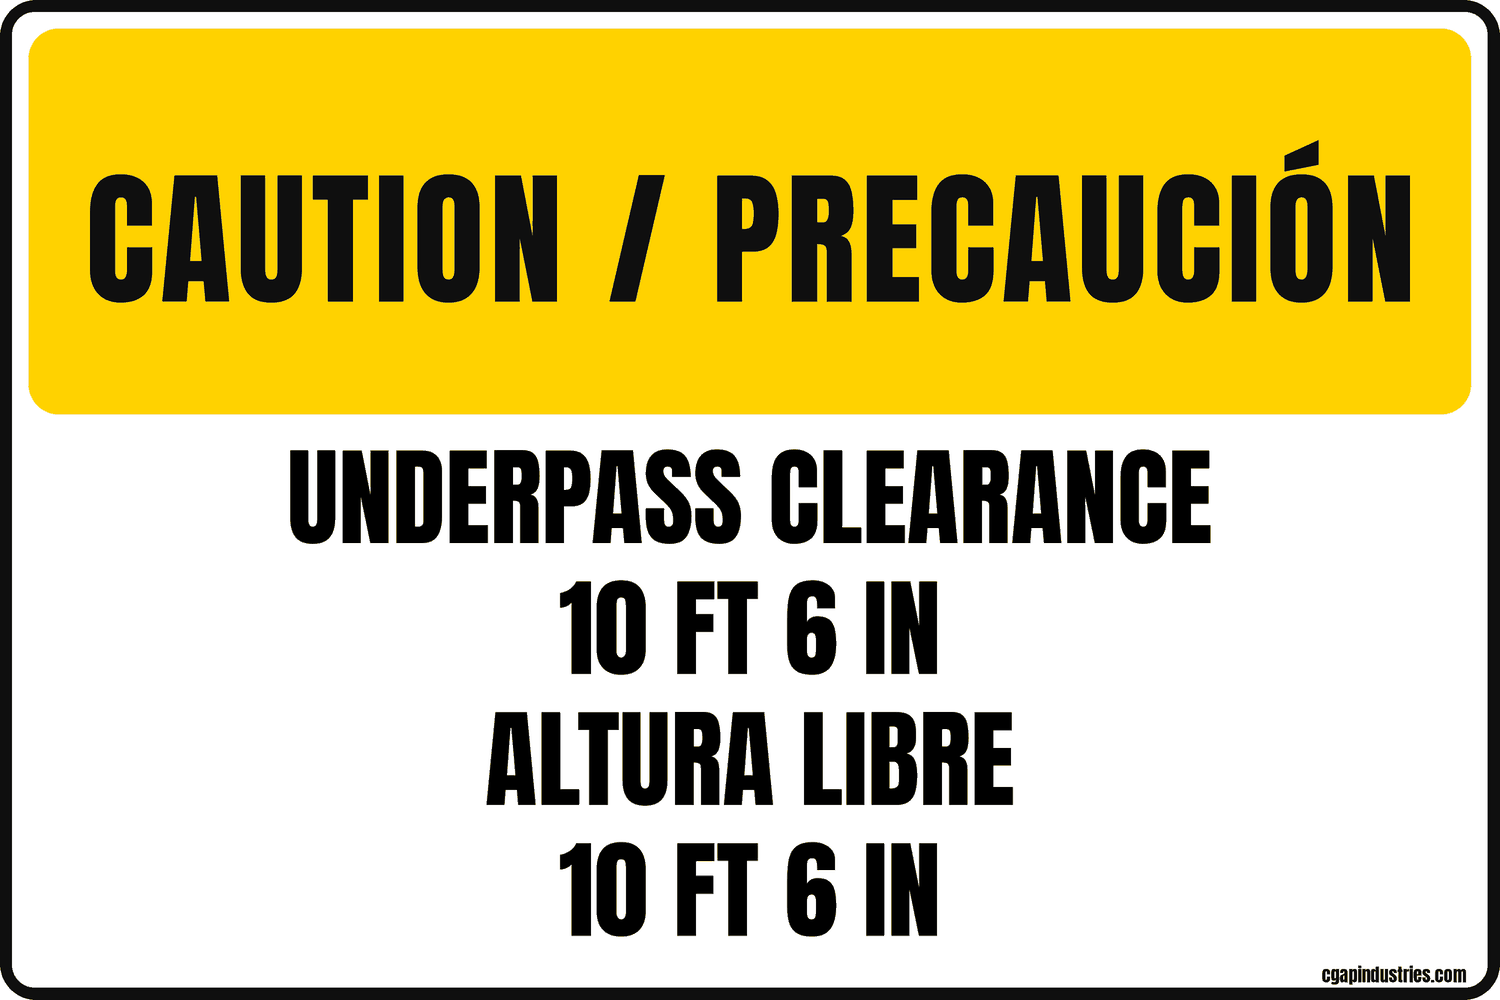 CAUTION / PRECAUCIÓN
UNDERPASS CLEARANCE
10 FT 6 IN
ALTURA LIBRE
10 FT 6 IN
cgapindustries.com